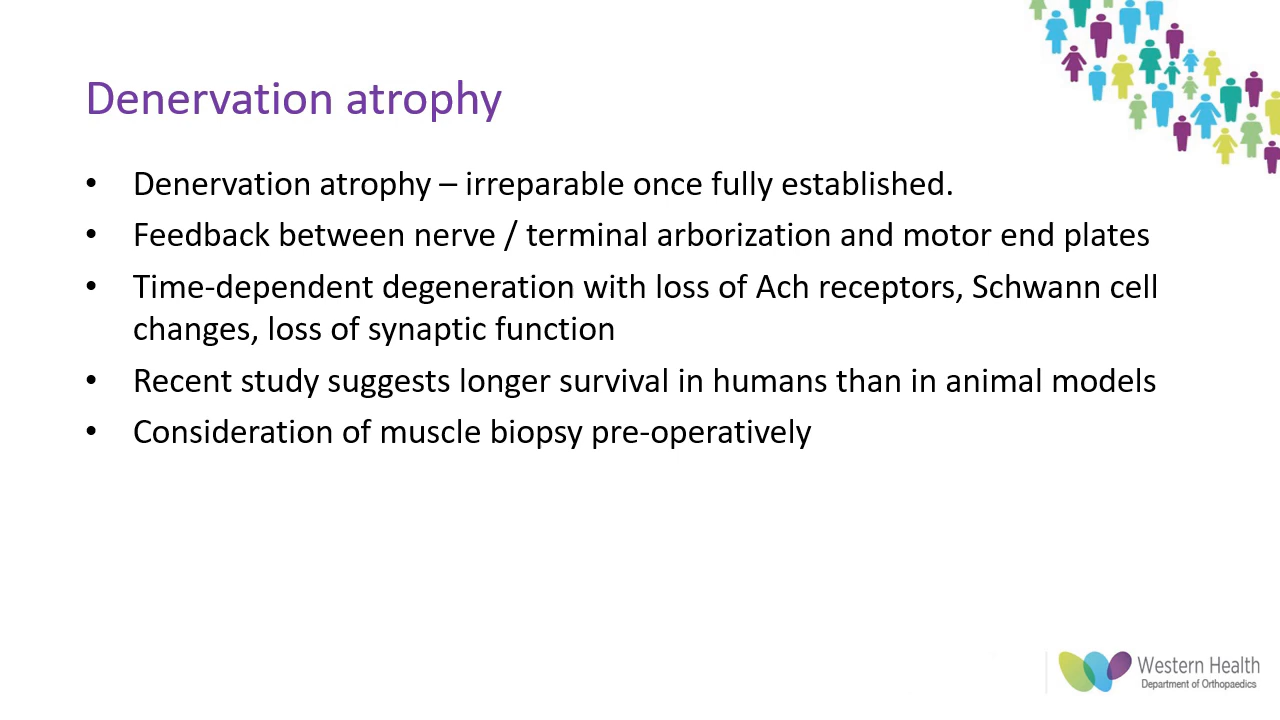 Denervation atrophy
• Denervation atrophy – irreparable once fully established.
• Feedback between nerve / terminal arborization and motor end plates
• Time-dependent degeneration with loss of Ach receptors, Schwann cell
changes, loss of synaptic function
• Recent study suggests longer survival in humans than in animal models
• Consideration of muscle biopsy pre-operatively
Western Health
Department of Orthopaedics